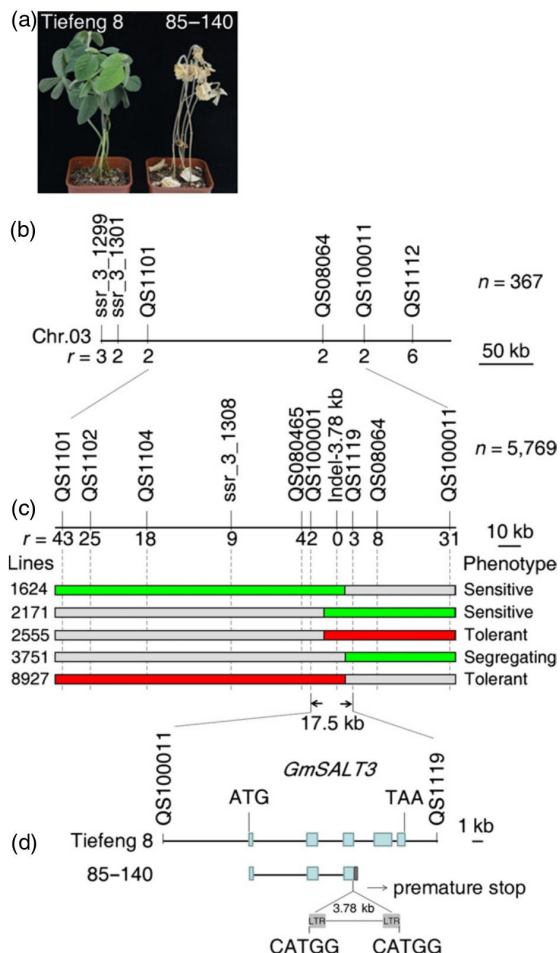 (a)
Tiefeng 8 85–140
(b)
ssr_3_1299
ssr_3_1301
QS1101
QS08064
QS100011
QS1112
n = 367
Chr.03
r = 3 2 2 2 2 6
50 kb
QS1101
QS1102
QS1104
ssr_3_1308
QS080465
QS100001
Indel-3.78 kb
QS1119
QS08064
QS100011
n = 5,769
(c)
r = 43 25 18 9 4 2 0 3 8 31
10 kb
Lines Phenotype
1624 Sensitive
2171 Sensitive
2555 Tolerant
3751 Segregating
8927 Tolerant
17.5 kb
QS100011
GmSALT3
QS1119
ATG TAA
(d)
Tiefeng 8
1 kb
85–140
premature stop
3.78 kb
LTR LTR
CATGG CATGG